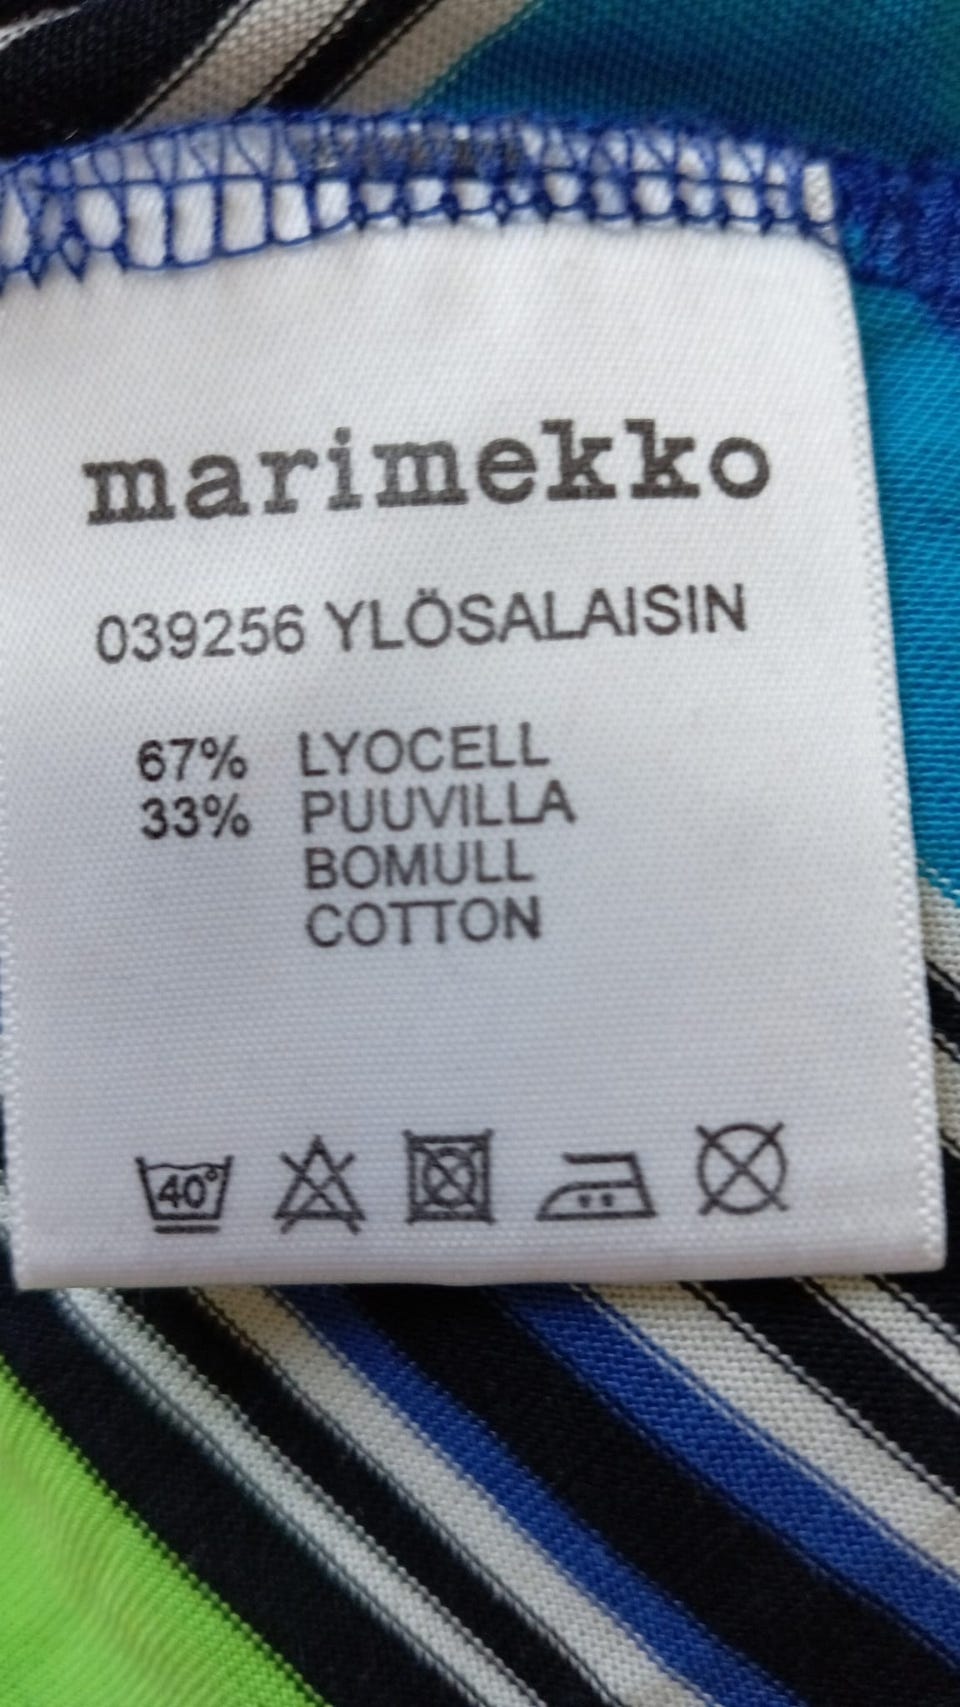 marimekko
039256 YLÖSALAISIN
67% LYOCELL
33% PUUVILLA
BOMULL
COTTON
40°